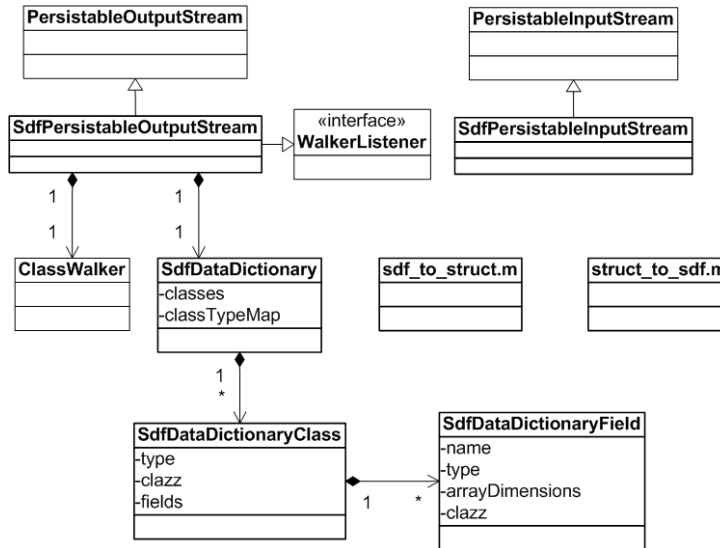 PersistableOutputStream
PersistableInputStream
SdfPersistableOutputStream
«interface»
WalkerListener
SdfPersistableInputStream
1
1
1
1
ClassWalker
SdfDataDictionary
-classes
-classTypeMap
sdf_to_struct.m
struct_to_sdf.m
1
*
SdfDataDictionaryClass
-type
-clazz
-fields
1
*
SdfDataDictionaryField
-name
-type
-arrayDimensions
-clazz